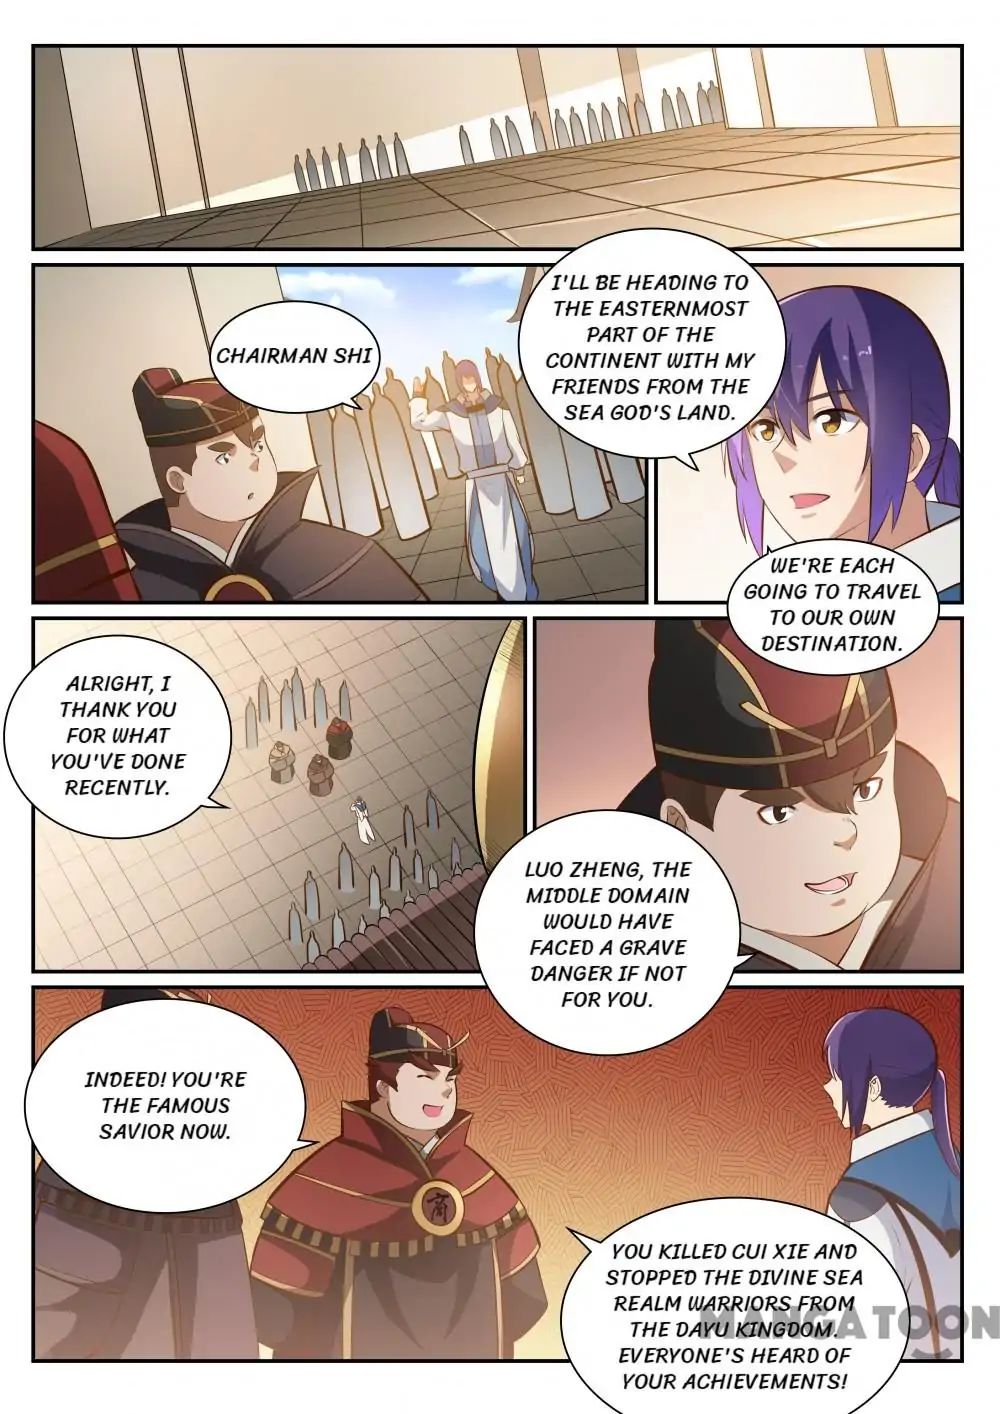 CHAIRMAN SHI
I'LL BE HEADING TO
THE EASTERNMOST
PART OF THE
CONTINENT WITH MY
FRIENDS FROM THE
SEA GOD'S LAND.
WE'RE EACH
GOING TO TRAVEL
TO OUR OWN
DESTINATION.
ALRIGHT, I
THANK YOU
FOR WHAT
YOU'VE DONE
RECENTLY.
LUO ZHENG, THE
MIDDLE DOMAIN
WOULD HAVE
FACED A GRAVE
DANGER IF NOT
FOR YOU.
INDEED! YOU'RE
THE FAMOUS
SAVIOR NOW.
商
YOU KILLED CUI XIE AND
STOPPED THE DIVINE SEA
REALM WARRIORS FROM
THE DAYU KINGDOM.
EVERYONE'S HEARD OF
YOUR ACHIEVEMENTS!
MANGATOON